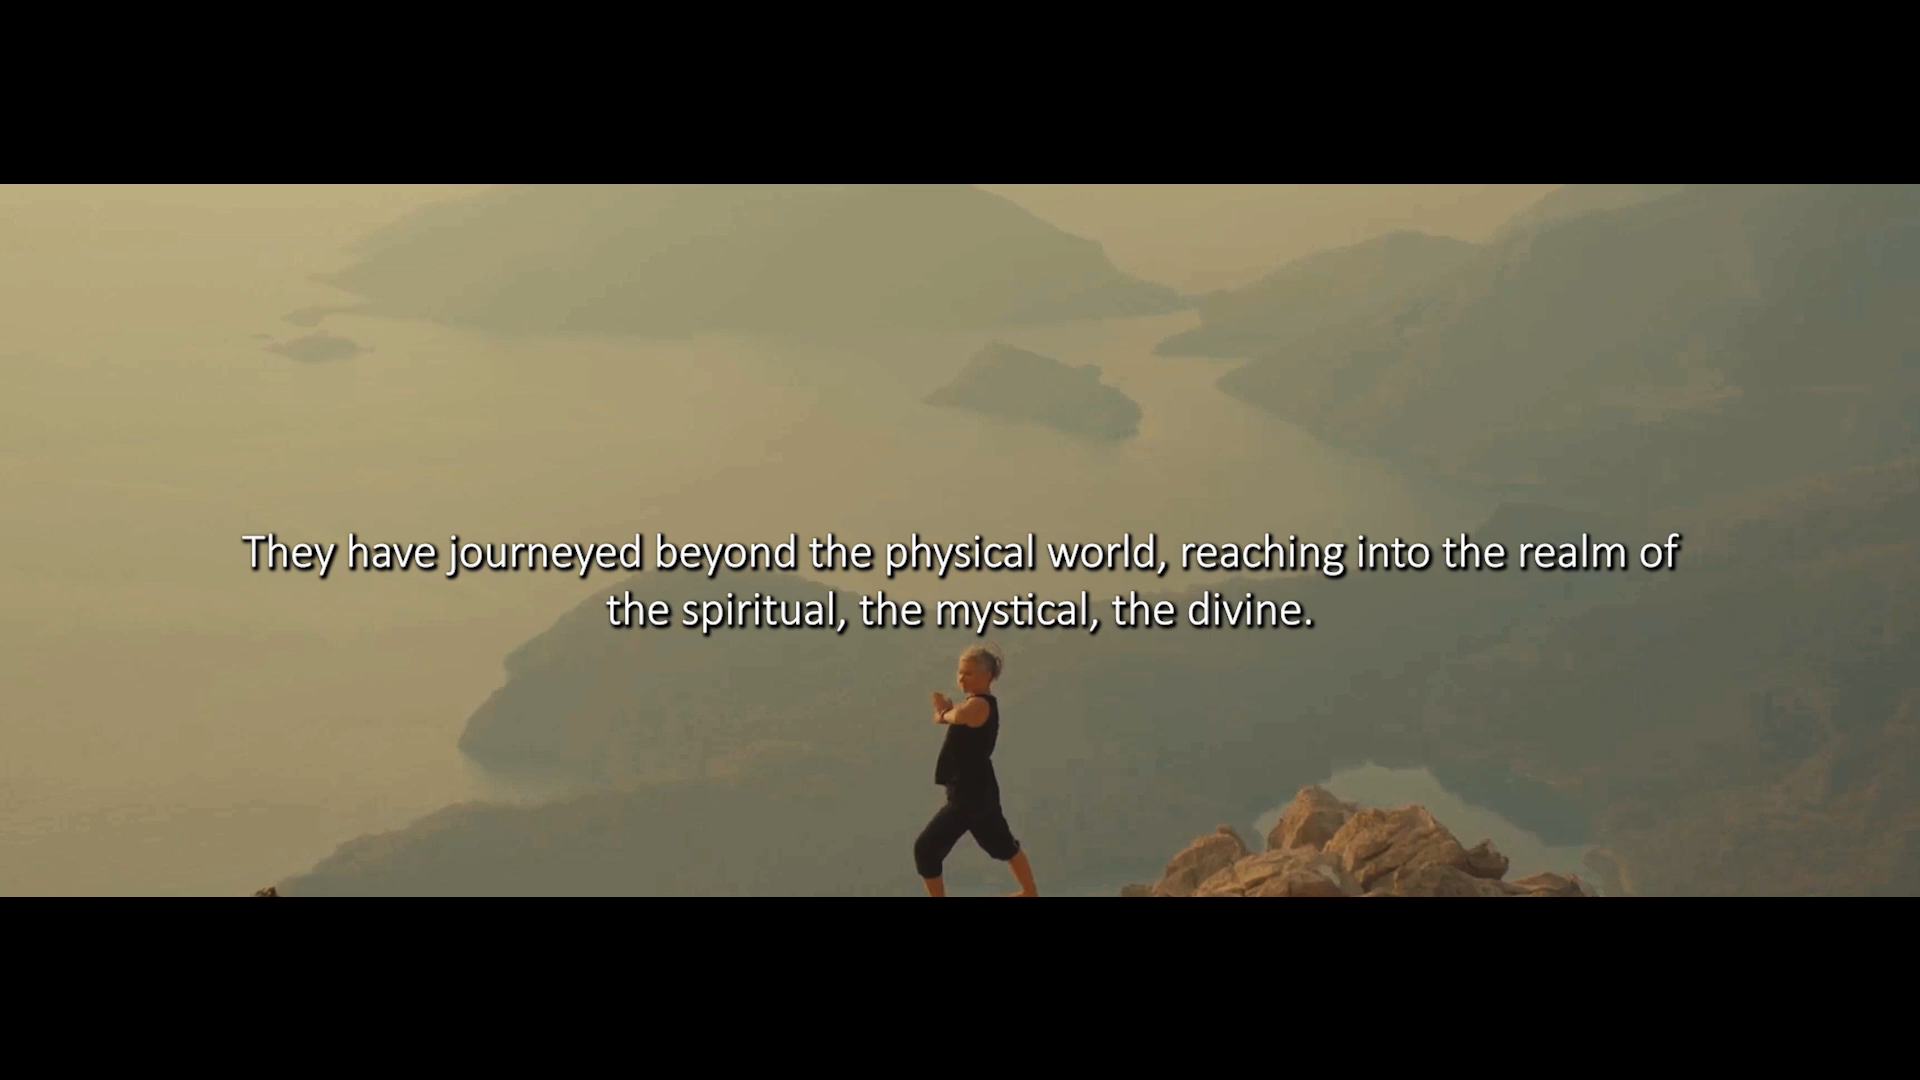 They have journeyed beyond the physical world, reaching into the realm of
the spiritual, the mystical, the divine.